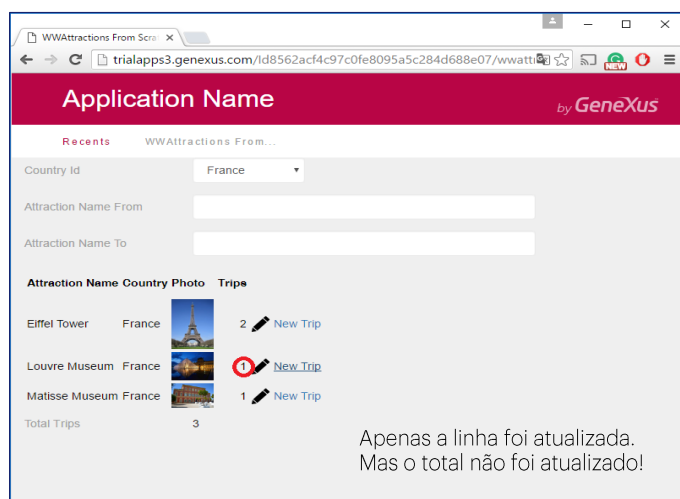 WWAttractions From Scra
trialapps3.genexus.com/Id8562acf4c97c0fe8095a5c284d688e07/wwattra
NEW
Application Name
by GeneXus
Recents WWAttractions From...
Country Id France
Attraction Name From
Attraction Name To
Attraction Name Country Photo Trips
Eiffel Tower France 2 New Trip
Louvre Museum France 1 New Trip
Matisse Museum France 1 New Trip
Total Trips 3
Apenas a linha foi atualizada.
Mas o total não foi atualizado!